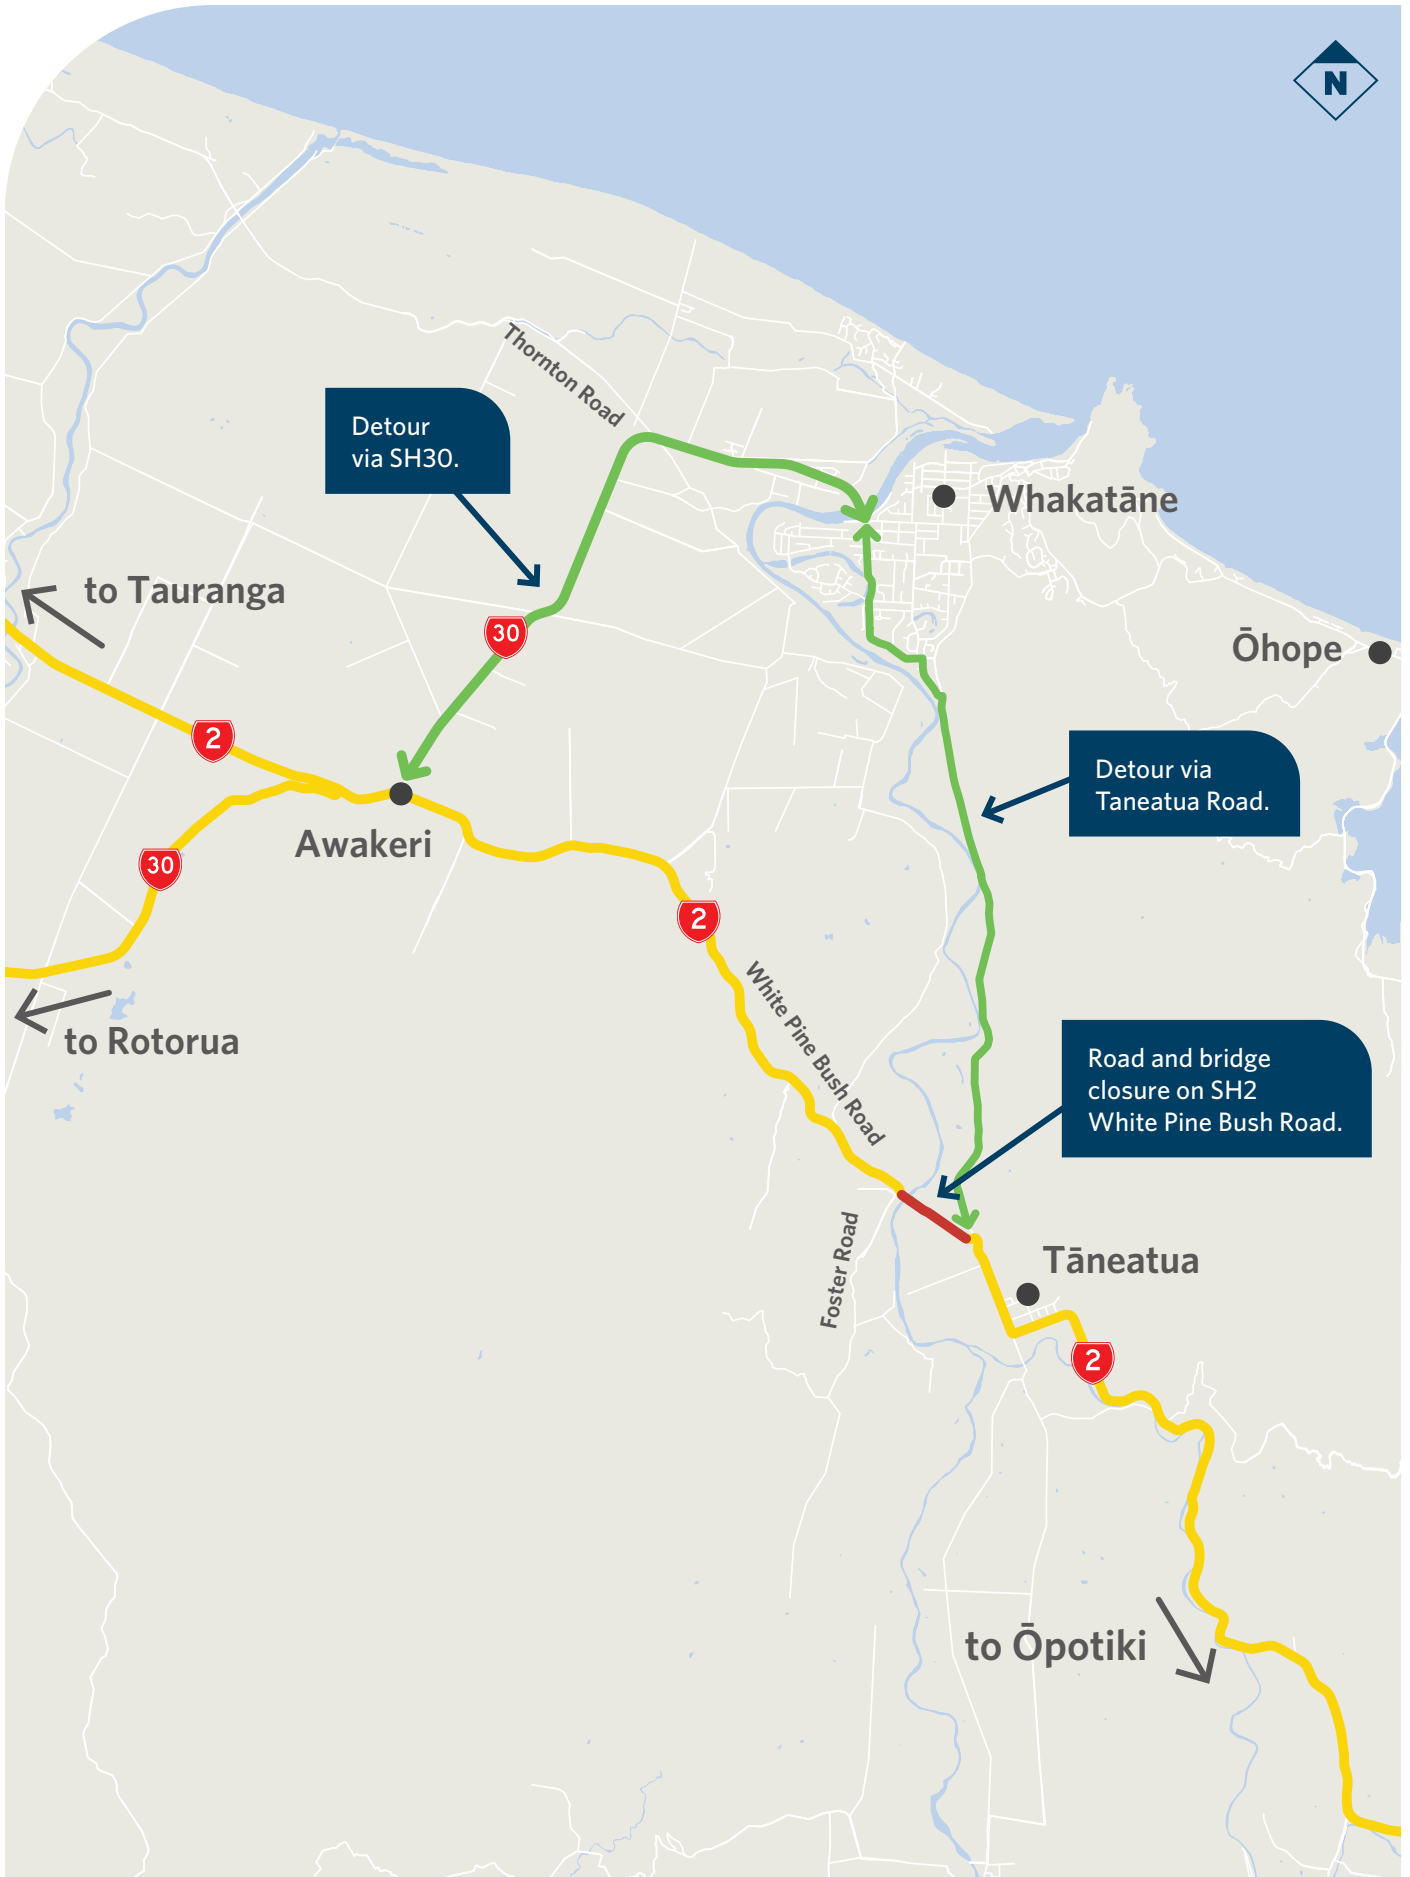 N
Thornton Road
Detour
via SH30.
Whakatāne
to Tauranga
30
Ōhope
2
Detour via
Taneatua Road.
Awakeri
30
2
White Pine Bush Road
to Rotorua
Road and bridge
closure on SH2
White Pine Bush Road.
Foster Road
Tāneatua
2
to Ōpotiki